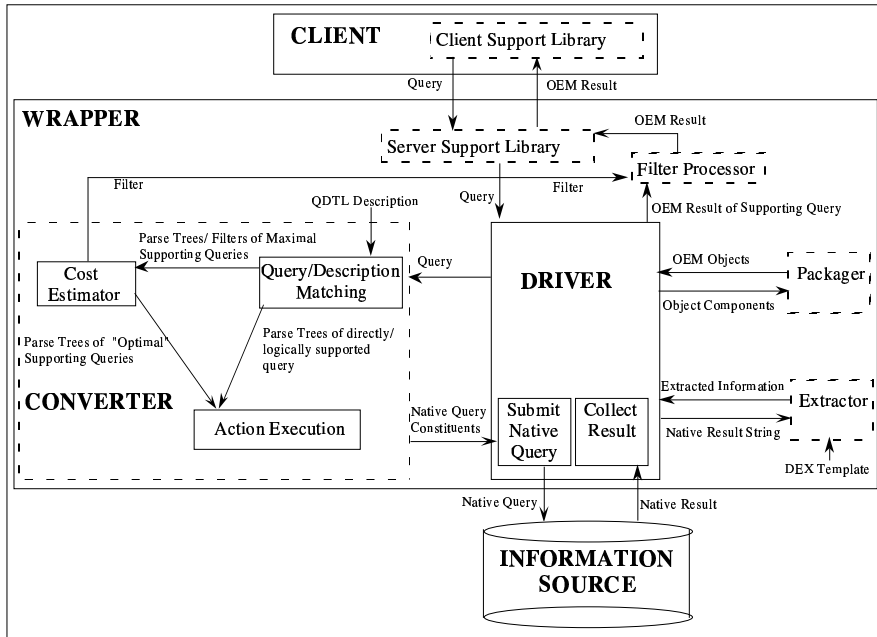 CLIENT
Client Support Library
Query
OEM Result
WRAPPER
Server Support Library
OEM Result
Filter Processor
Filter
Query
Filter
QDTL Description
OEM Result of Supporting Query
Parse Trees/ Filters of Maximal
Supporting Queries
Cost
Estimator
Query/Description
Matching
Query
DRIVER
OEM Objects
Packager
Object Components
Parse Trees of "Optimal"
Supporting Queries
Parse Trees of directly/
logically supported
query
CONVERTER
Action Execution
Native Query
Constituents
Submit
Native
Query
Collect
Result
Extracted Information
Extractor
Native Result String
DEX Template
Native Query
Native Result
INFORMATION
SOURCE